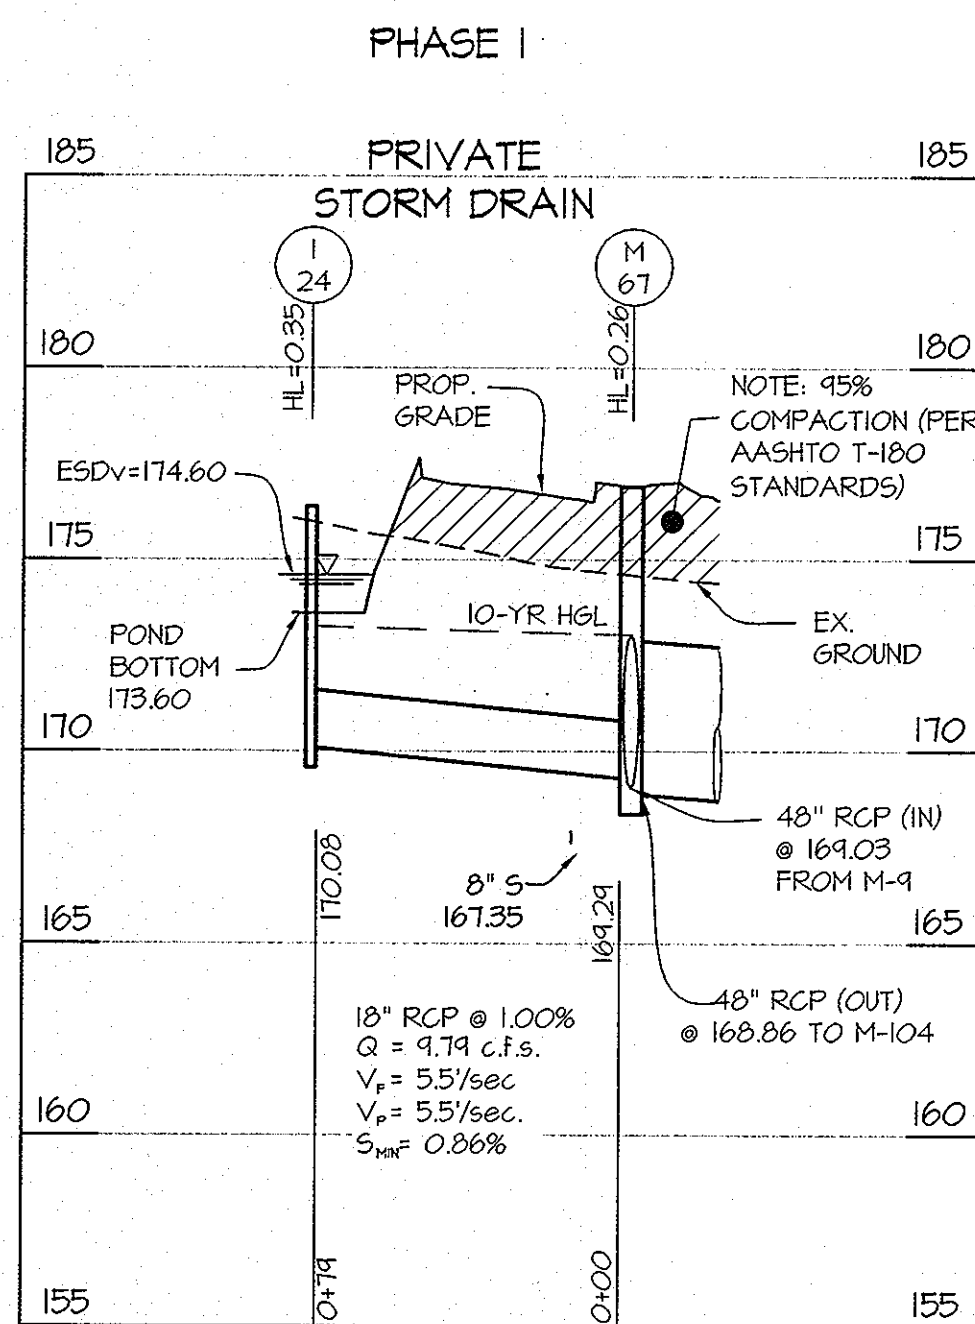 PHASE I
185
PRIVATE
185
STORM DRAIN
I
24
M
67
HL=0.35
HL=0.26
180
180
PROP.
GRADE
NOTE: 95%
COMPACTION (PER
AASHTO T-180
STANDARDS)
ESDv=174.60
175
175
10-YR HGL
POND
BOTTOM
173.60
EX.
GROUND
170
170
48" RCP (IN)
@ 169.03
FROM M-9
170.08
8" S
167.35
169.29
165
165
48" RCP (OUT)
@ 168.86 TO M-104
18" RCP @ 1.00%
Q = 9.79 c.f.s.
VF= 5.5'/sec
VP= 5.5'/sec.
SMIN= 0.86%
160
160
0+79
0+00
155
155